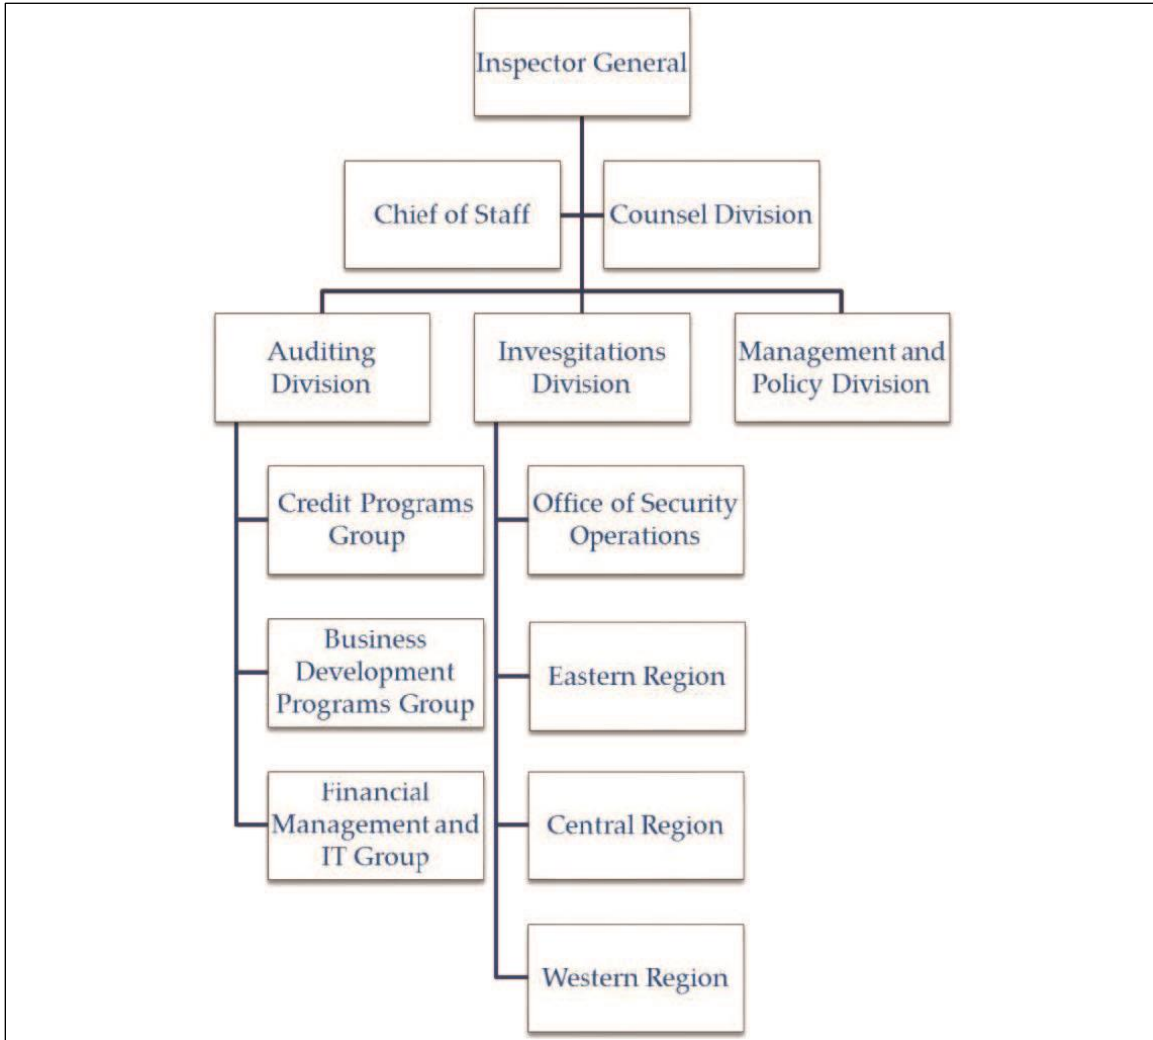 Inspector General
Chief of Staff
Counsel Division
Auditing
Division
Invesgitations
Division
Management and
Policy Division
Credit Programs
Group
Business
Development
Programs Group
Financial
Management and
IT Group
Office of Security
Operations
Eastern Region
Central Region
Western Region